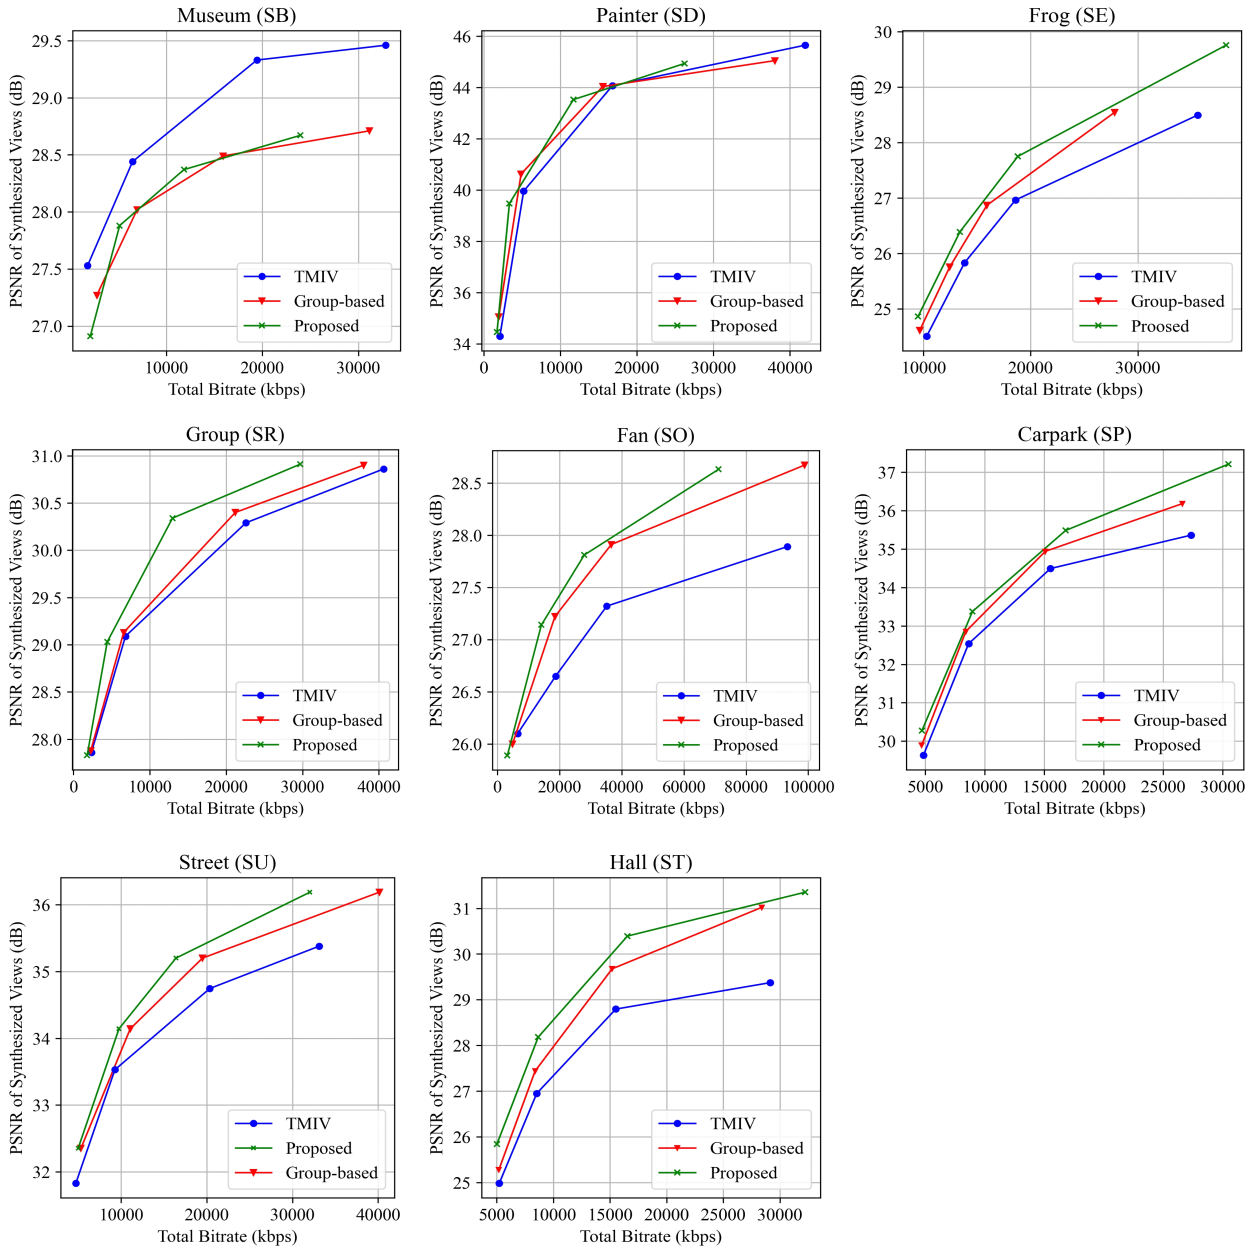 Museum (SB)
PSNR of Synthesized Views (dB)
29.5
29.0
28.5
28.0
27.5
27.0
TMIV
Group-based
Proposed
10000 20000 30000
Total Bitrate (kbps)
Painter (SD)
PSNR of Synthesized Views (dB)
46
44
42
40
38
36
34
TMIV
Group-based
Proposed
0 10000 20000 30000 40000
Total Bitrate (kbps)
Frog (SE)
PSNR of Synthesized Views (dB)
30
29
28
27
26
25
TMIV
Group-based
Proosed
10000 20000 30000
Total Bitrate (kbps)
Group (SR)
PSNR of Synthesized Views (dB)
31.0
30.5
30.0
29.5
29.0
28.5
28.0
TMIV
Group-based
Proposed
0 10000 20000 30000 40000
Total Bitrate (kbps)
Fan (SO)
PSNR of Synthesized Views (dB)
28.5
28.0
27.5
27.0
26.5
26.0
TMIV
Group-based
Proposed
0 20000 40000 60000 80000 100000
Total Bitrate (kbps)
Carpark (SP)
PSNR of Synthesized Views (dB)
37
36
35
34
33
32
31
30
TMIV
Group-based
Proposed
5000 10000 15000 20000 25000 30000
Total Bitrate (kbps)
Street (SU)
PSNR of Synthesized Views (dB)
36
35
34
33
32
TMIV
Proposed
Group-based
10000 20000 30000 40000
Total Bitrate (kbps)
Hall (ST)
PSNR of Synthesized Views (dB)
31
30
29
28
27
26
25
TMIV
Group-based
Proposed
5000 10000 15000 20000 25000 30000
Total Bitrate (kbps)